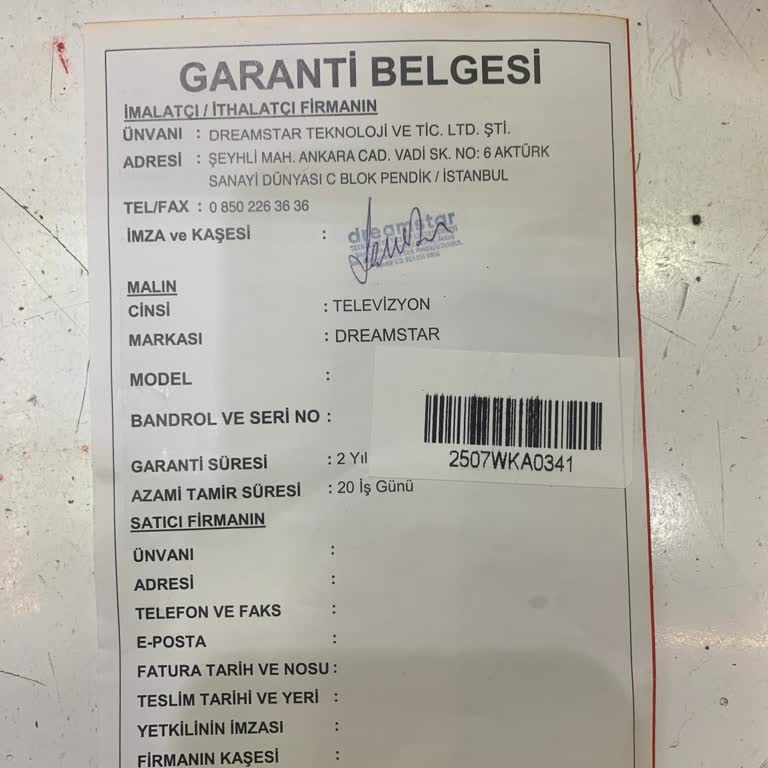 GARANTİ BELGESİ
İMALATÇI / İTHALATÇI FİRMANIN
ÜNVANI : DREAMSTAR TEKNOLOJİ VE TİC. LTD. ŞTİ.
ADRESİ : ŞEYHLİ MAH. ANKARA CAD. VADİ SK. NO: 6 AKTÜRK
SANAYİ DÜNYASI C BLOK PENDİK / İSTANBUL
TEL/FAX : 0 850 226 36 36
İMZA ve KAŞESİ :
dreamstar
MALIN
CİNSİ : TELEVİZYON
MARKASI : DREAMSTAR
MODEL :
BANDROL VE SERİ NO :
2507WKA0341
GARANTİ SÜRESİ : 2 Yıl
AZAMİ TAMİR SÜRESİ : 20 İş Günü
SATICI FİRMANIN
ÜNVANI :
ADRESİ :
TELEFON VE FAKS :
E-POSTA :
FATURA TARİH VE NOSU :
TESLİM TARİHİ VE YERİ :
YETKİLİNİN İMZASI :
FİRMANIN KAŞESİ :